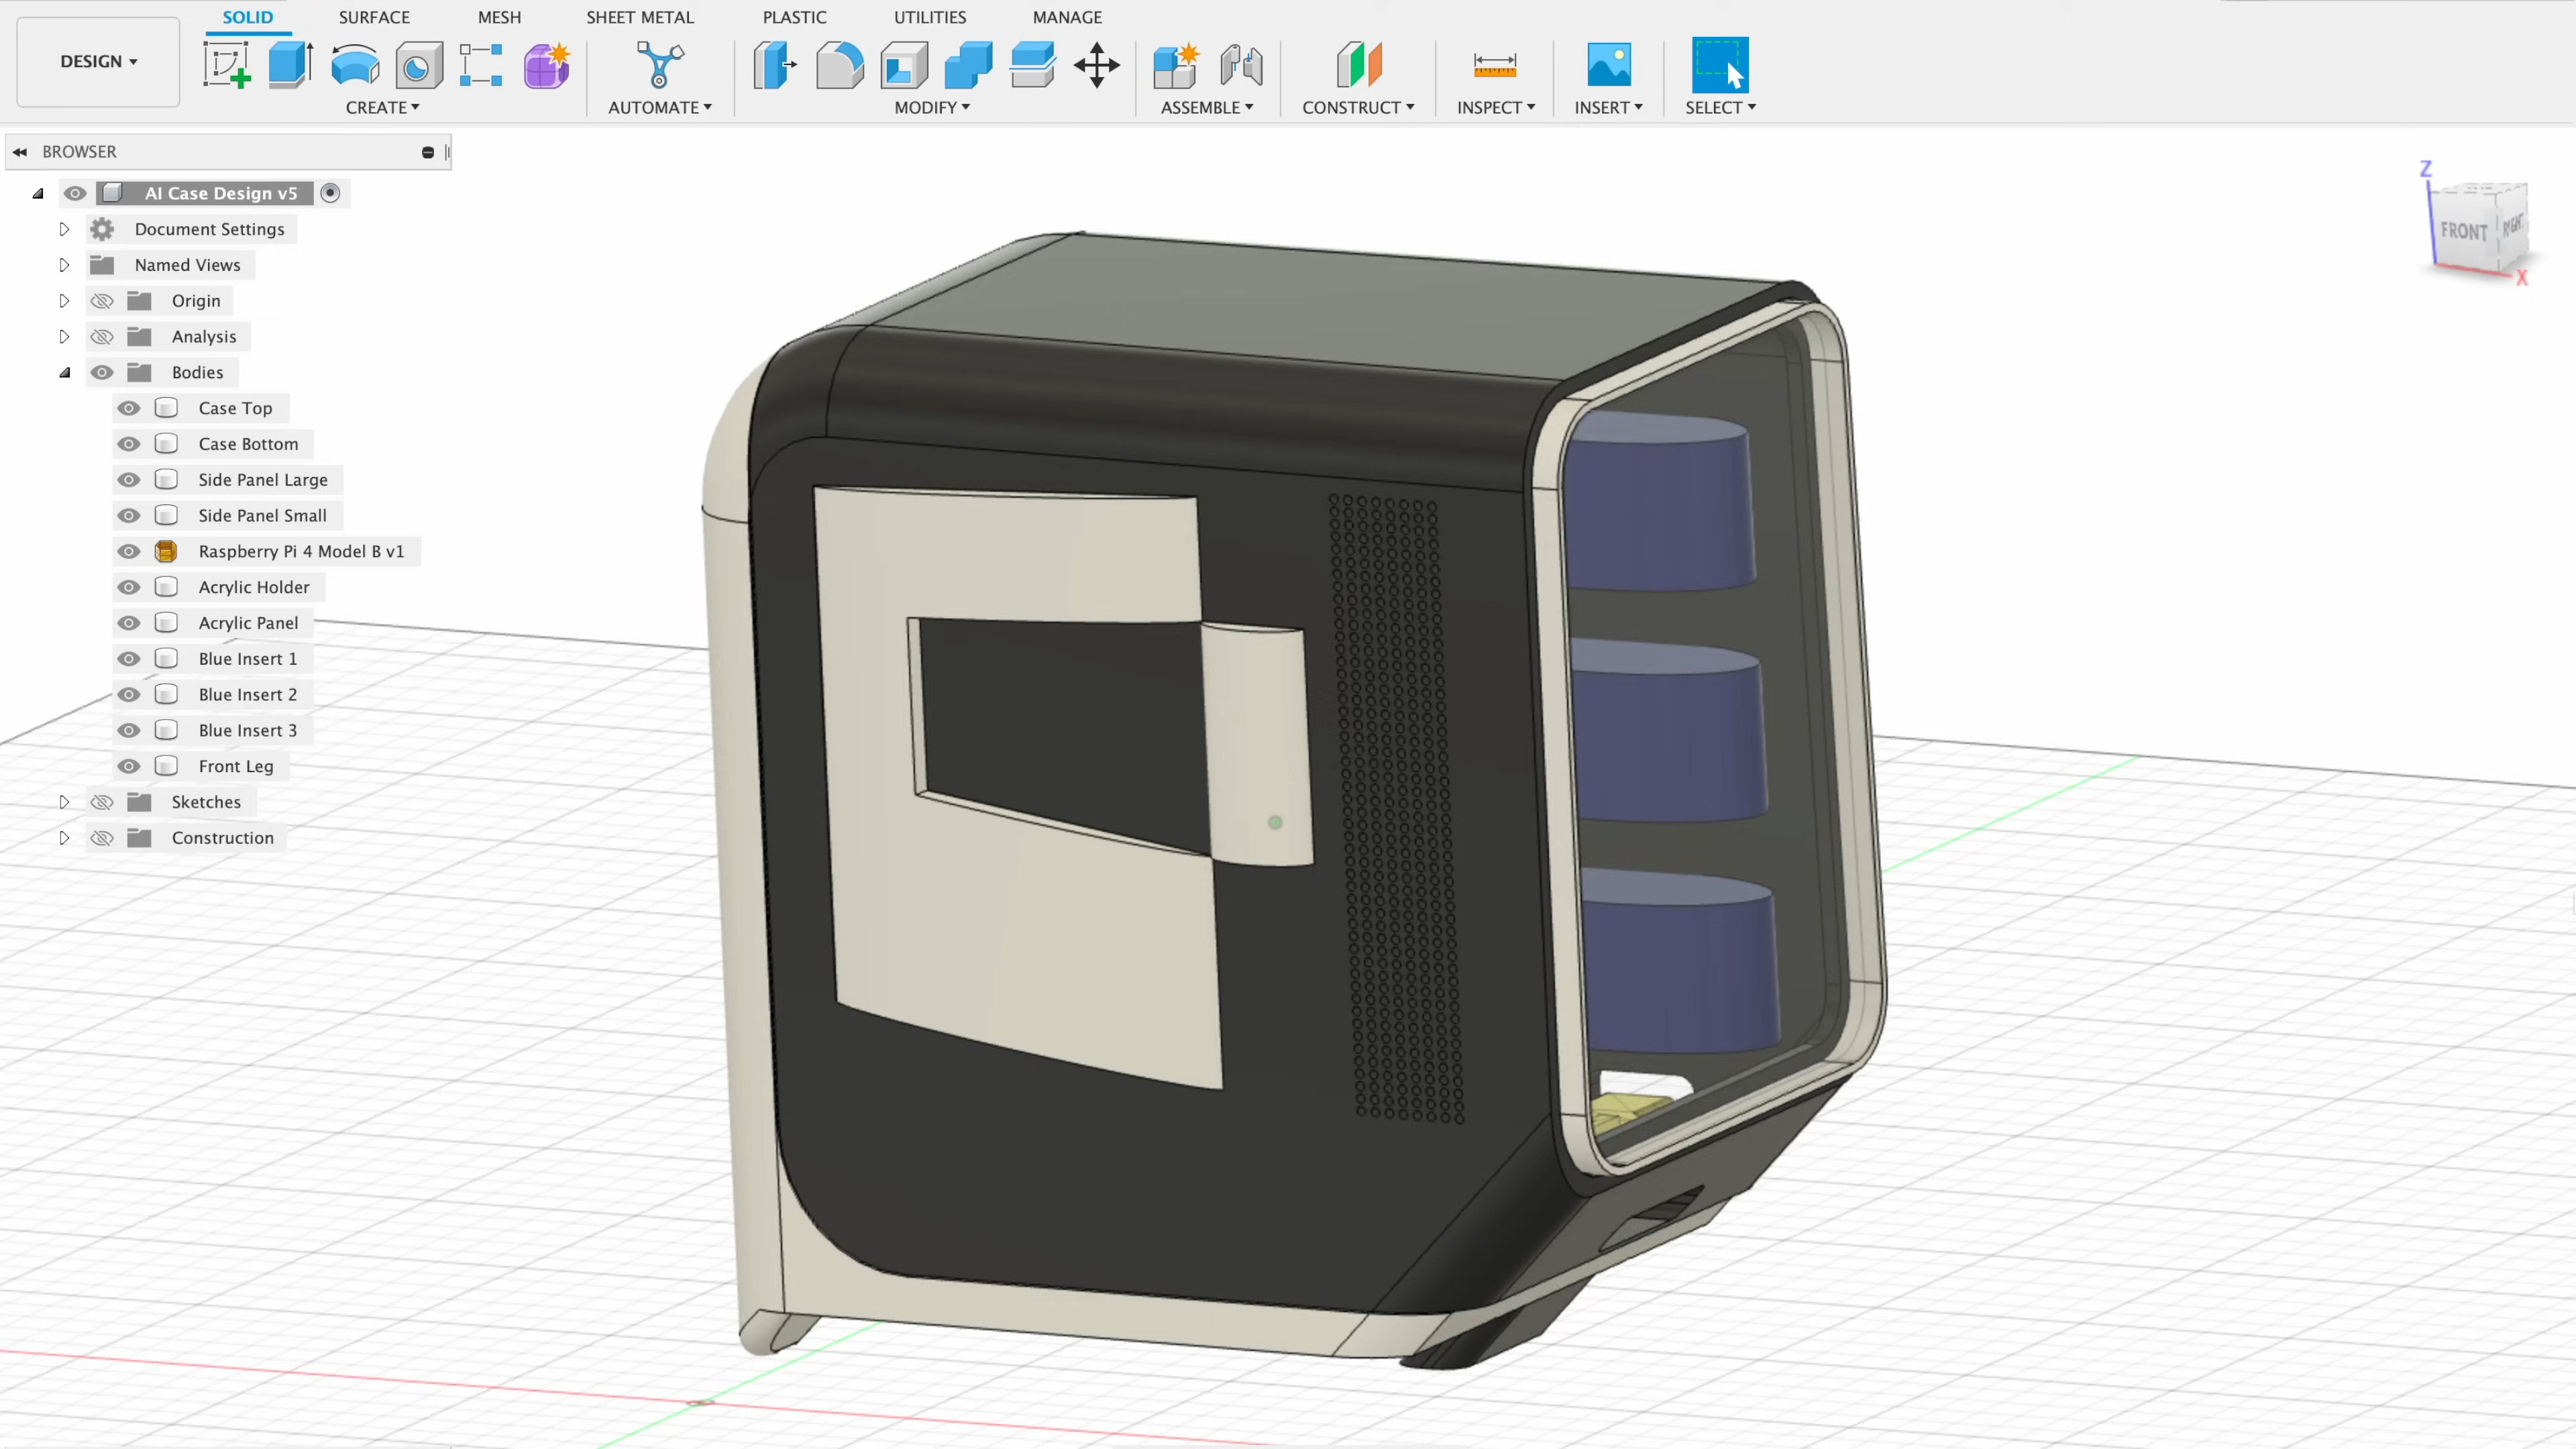 DESIGN
SOLID
SURFACE
MESH
SHEET METAL
PLASTIC
UTILITIES
MANAGE
CREATE
AUTOMATE
MODIFY
ASSEMBLE
CONSTRUCT
INSPECT
INSERT
SELECT
BROWSER
AI Case Design v5
Document Settings
Named Views
Origin
Analysis
Bodies
Case Top
Case Bottom
Side Panel Large
Side Panel Small
Raspberry Pi 4 Model B v1
Acrylic Holder
Acrylic Panel
Blue Insert 1
Blue Insert 2
Blue Insert 3
Front Leg
Sketches
Construction
Z
FRONT
RIGHT
X